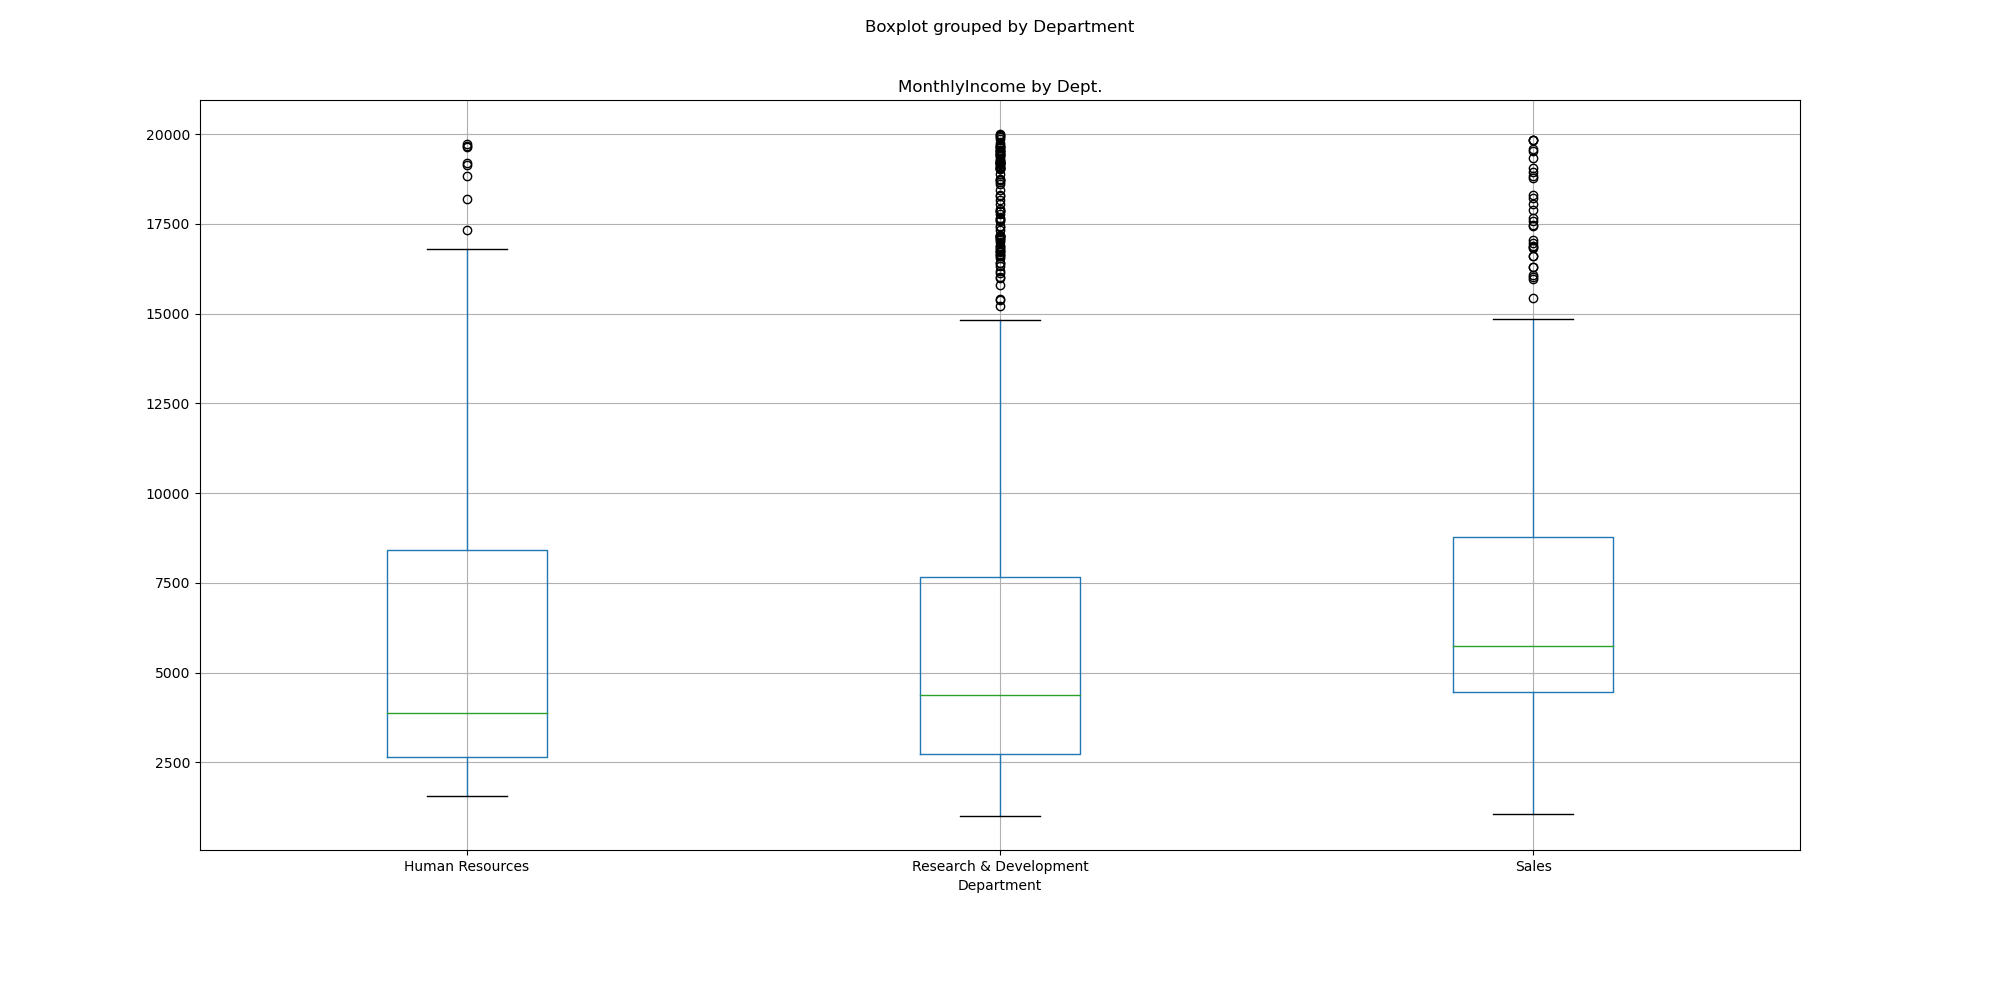 Boxplot grouped by Department
MonthlyIncome by Dept.
20000
17500
15000
12500
10000
7500
5000
2500
Human Resources Research & Development Sales
Department